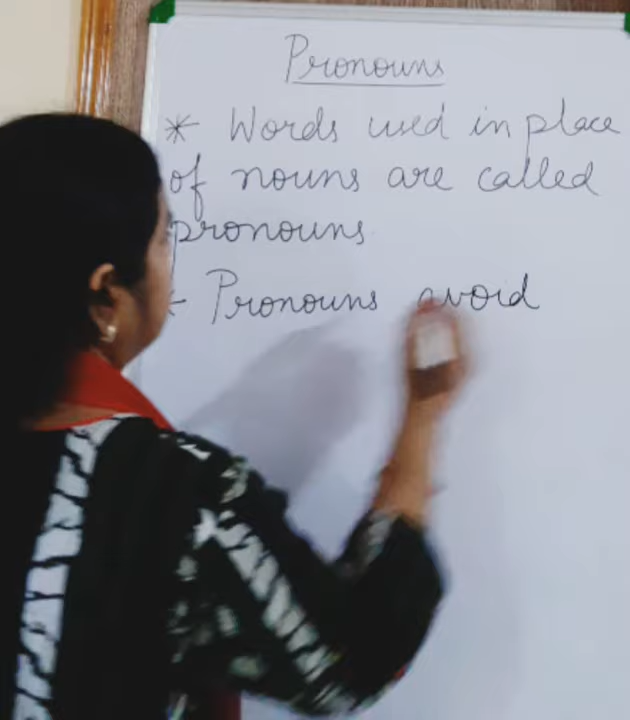 Pronouns
* Words used in place
of nouns are called
pronouns
* Pronouns avoid